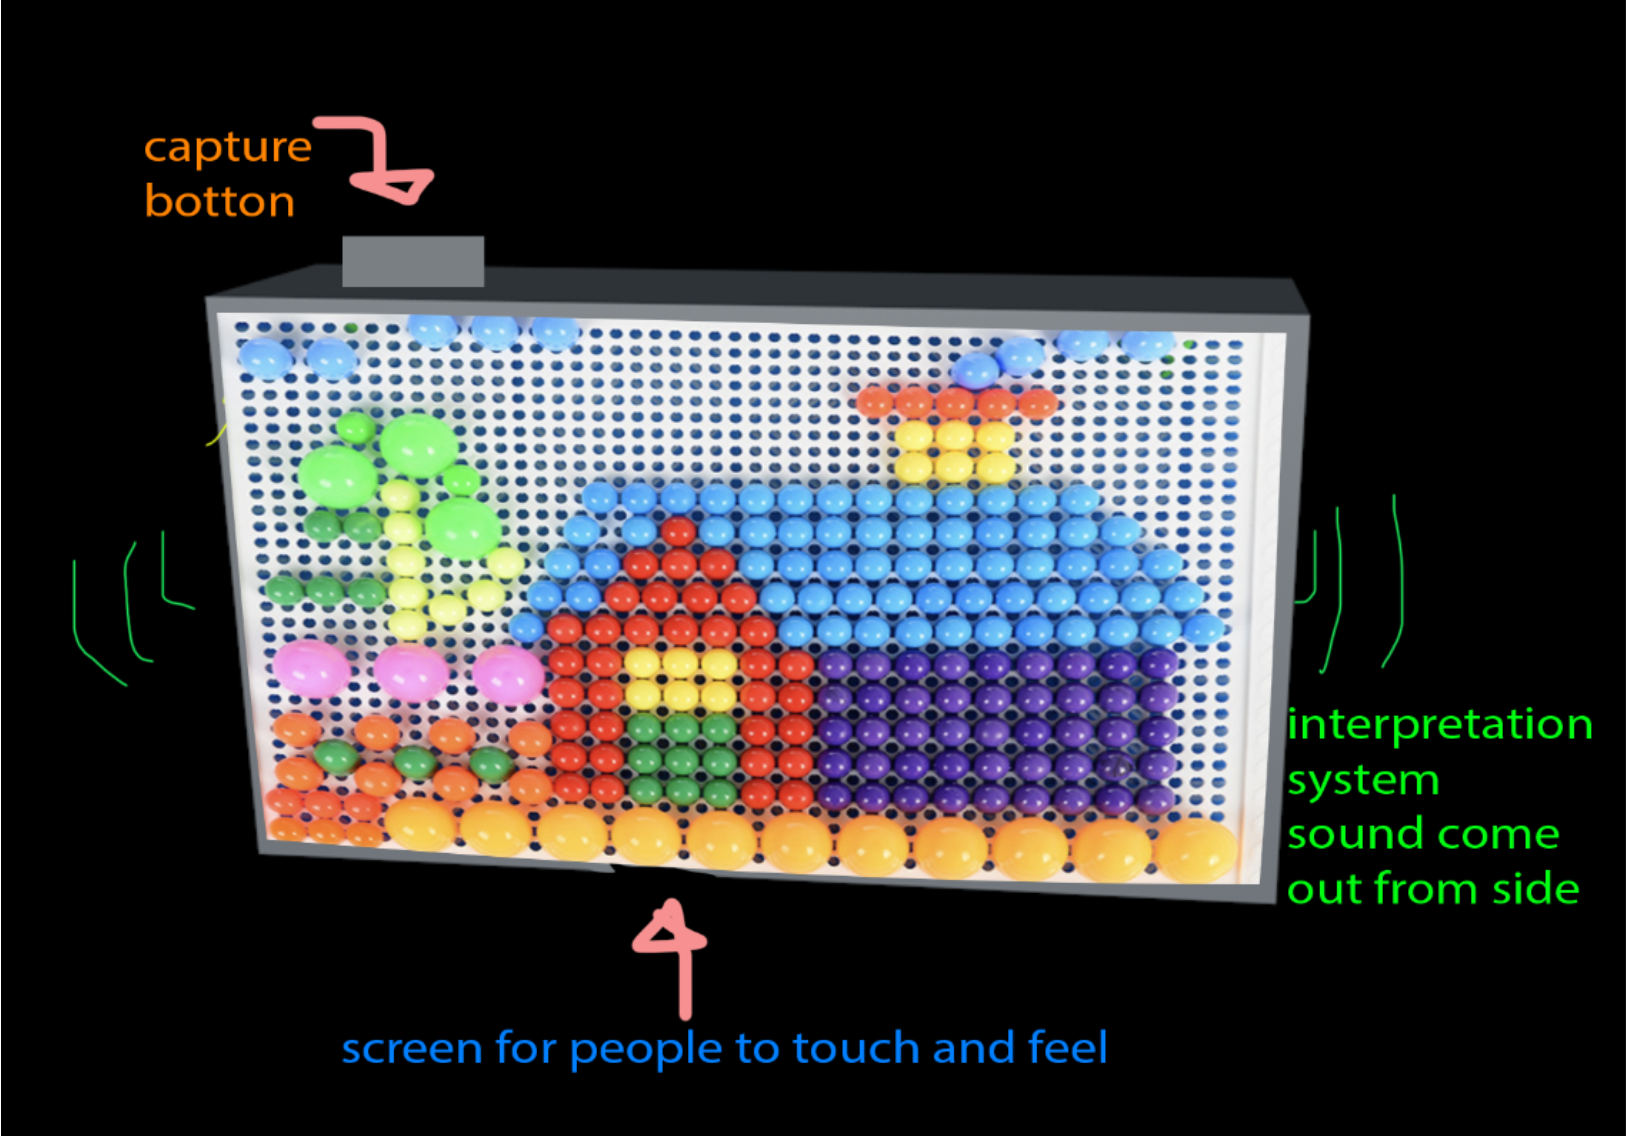 capture
botton
interpretation
system
sound come
out from side
screen for people to touch and feel